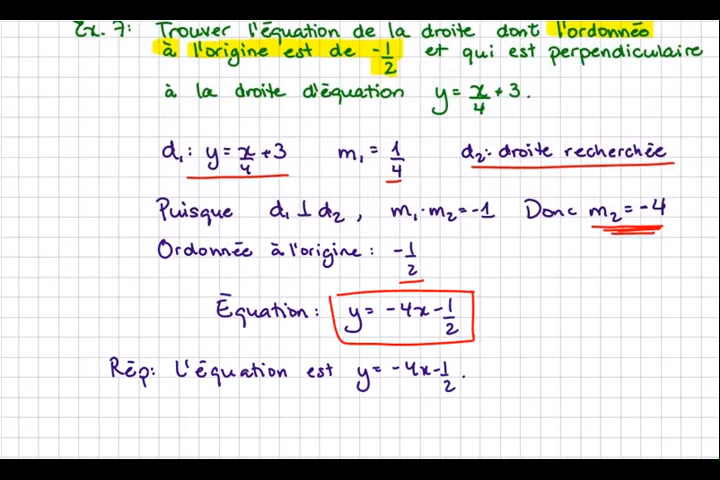 Ex. 7: Trouver l'équation de la droite dont l'ordonnée
à l'origine est de -1/2 et qui est perpendiculaire
à la droite d'équation y = x/4 + 3.
d₁: y = x/4 + 3 m₁ = 1/4 d₂: droite recherchée
Puisque d₁ ⊥ d₂, m₁·m₂ = -1 Donc m₂ = -4
Ordonnée à l'origine: -1/2
Équation: y = -4x - 1/2
Rép: L'équation est y = -4x - 1/2.